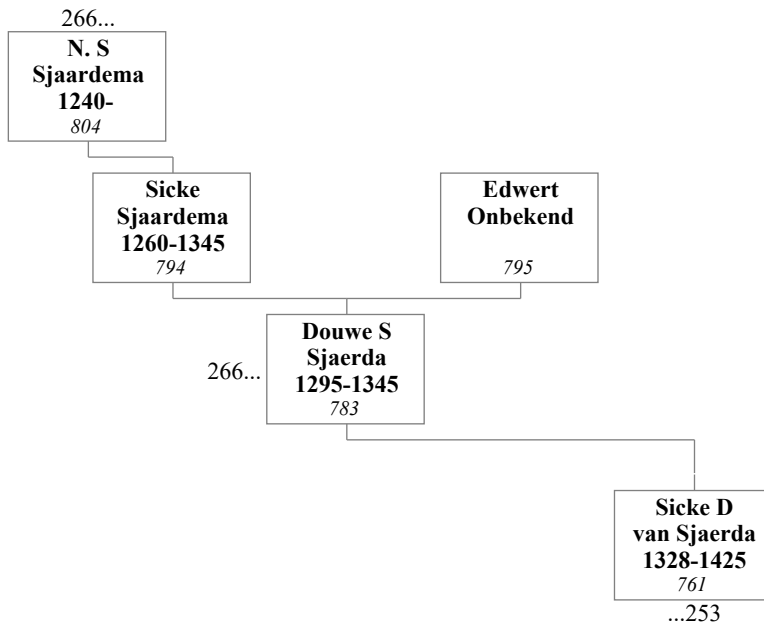 266...
N. S
Sjaardema
1240-
804
Sicke
Sjaardema
1260-1345
794
Edwert
Onbekend
795
266...
Douwe S
Sjaerda
1295-1345
783
Sicke D
van Sjaerda
1328-1425
761
...253